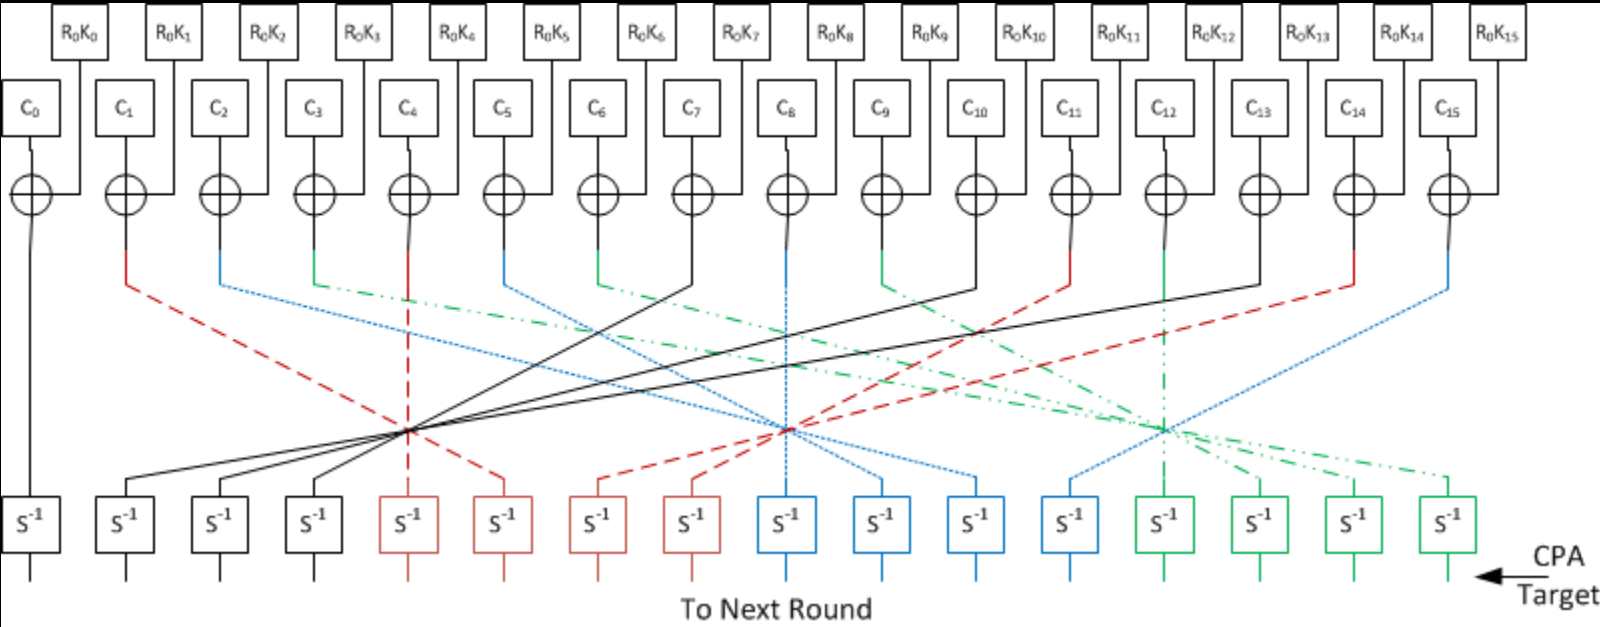 R₀K₀ R₀K₁ R₀K₂ R₀K₃ R₀K₄ R₀K₅ R₀K₆ R₀K₇ R₀K₈ R₀K₉ R₀K₁₀ R₀K₁₁ R₀K₁₂ R₀K₁₃ R₀K₁₄ R₀K₁₅
C₀ C₁ C₂ C₃ C₄ C₅ C₆ C₇ C₈ C₉ C₁₀ C₁₁ C₁₂ C₁₃ C₁₄ C₁₅
S⁻¹ S⁻¹ S⁻¹ S⁻¹ S⁻¹ S⁻¹ S⁻¹ S⁻¹ S⁻¹ S⁻¹ S⁻¹ S⁻¹ S⁻¹ S⁻¹ S⁻¹ S⁻¹
CPA
Target
To Next Round